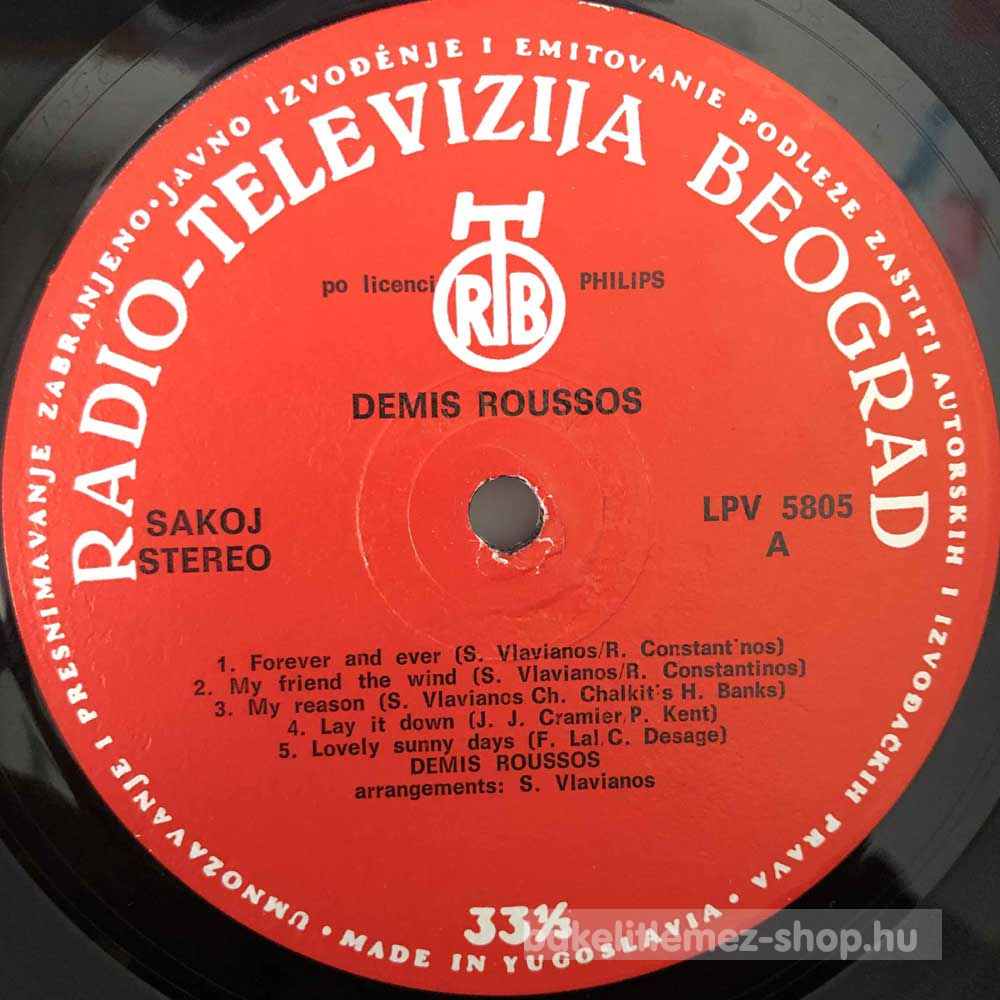 UMNOZAVANJE I PRESNIMAVANJE ZABRANJENO • JAVNO IZVOĐENJE I EMITOVANJE PODLEŽE ZASTITI AUTORSKIH I IZVOĐAČKIH PRAVA •
RADIO-TELEVIZIJA BEOGRAD
po licenci RTB PHILIPS
DEMIS ROUSSOS
SAKOJ LPV 5805
STEREO A
1. Forever and ever (S. Vlavianos/R. Constant'nos)
2. My friend the wind (S. Vlavianos/R. Constantinos)
3. My reason (S. Vlavianos Ch. Chalkit's H. Banks)
4. Lay it down (J. J. Cramier, P. Kent)
5. Lovely sunny days (F. Lal, C. Desage)
DEMIS ROUSSOS
arrangements: S. Vlavianos
33⅓
• MADE IN YUGOSLAVIA •
bakelitlemez-shop.hu